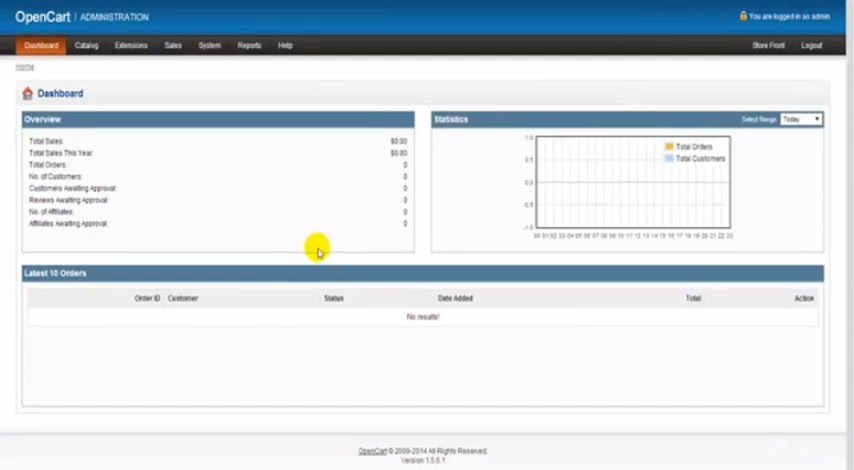 OpenCart | ADMINISTRATION
You are logged in as admin
Dashboard Catalog Extensions Sales System Reports Help Store Front Logout
Home
Dashboard
Overview
Total Sales: $0.00
Total Sales This Year: $0.00
Total Orders: 0
No. of Customers: 0
Customers Awaiting Approval: 0
Reviews Awaiting Approval: 0
No. of Affiliates: 0
Affiliates Awaiting Approval: 0
Statistics Select Range: Today
1.0
0.5
0.0
-0.5
-1.0
Total Orders
Total Customers
00 01 02 03 04 05 06 07 08 09 10 11 12 13 14 15 16 17 18 19 20 21 22 23
Latest 10 Orders
Order ID Customer Status Date Added Total Action
No results!
OpenCart © 2009-2014 All Rights Reserved.
Version 1.5.6.1